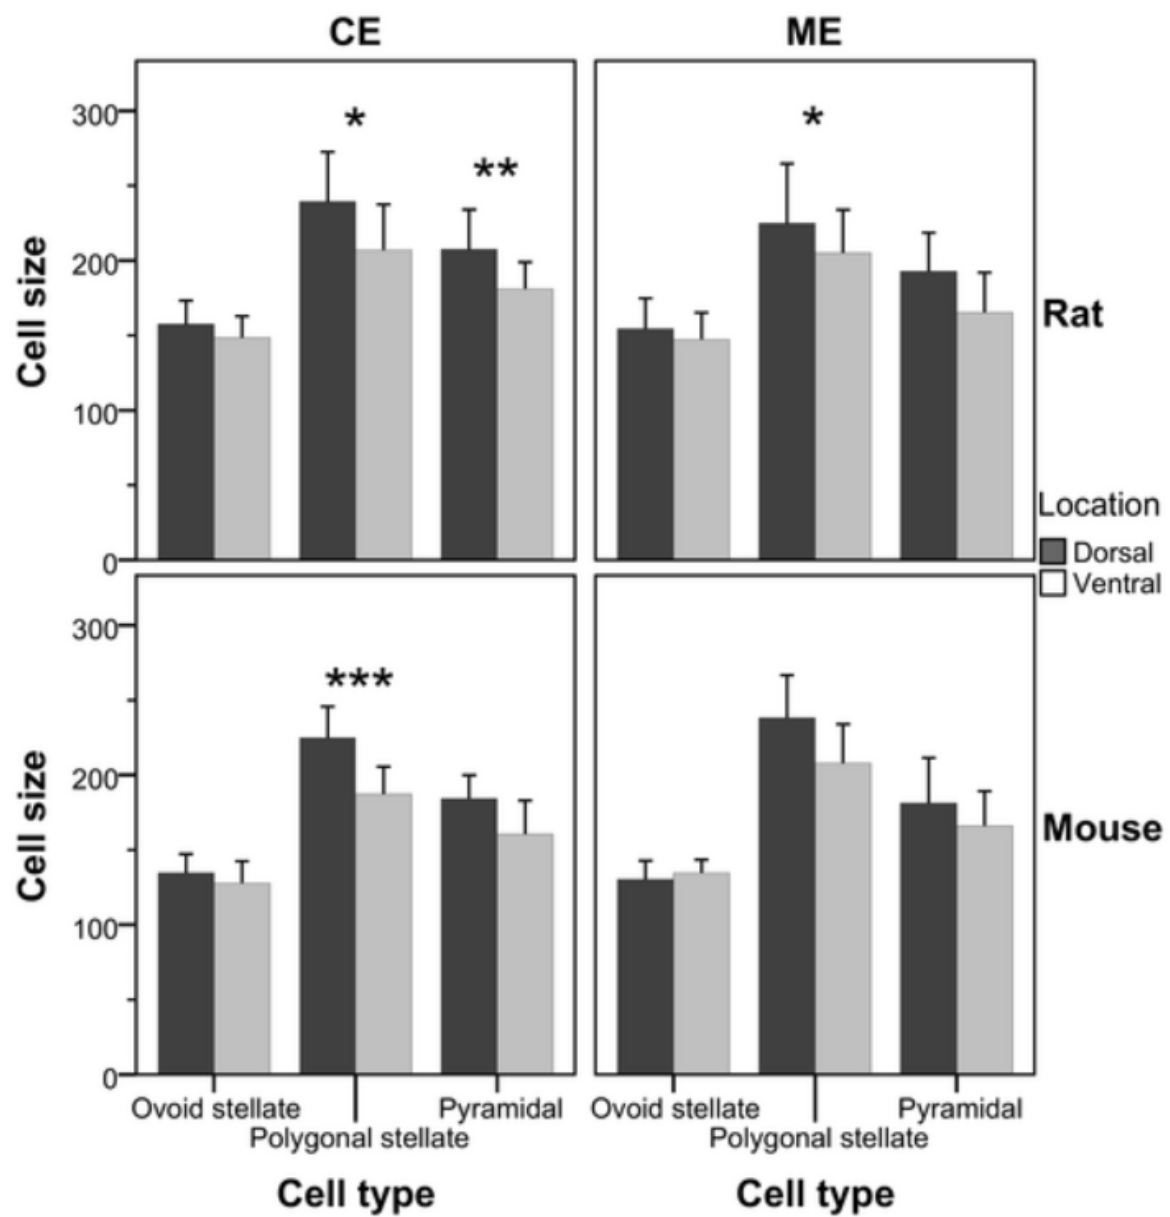 CE
ME
300
*
**
*
200
100
0
Cell size
Rat
Location
Dorsal
Ventral
300
***
200
100
0
Cell size
Mouse
Ovoid stellate
Polygonal stellate
Pyramidal
Ovoid stellate
Polygonal stellate
Pyramidal
Cell type
Cell type